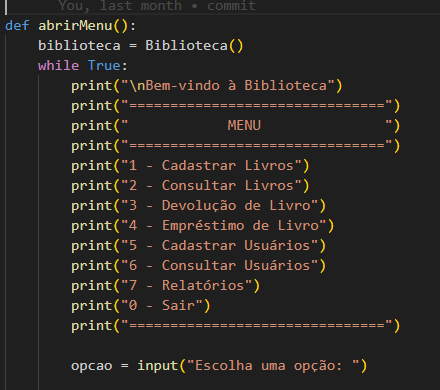 You, last month • commit
def abrirMenu():
    biblioteca = Biblioteca()
    while True:
        print("\nBem-vindo à Biblioteca")
        print("===============================")
        print("            MENU               ")
        print("===============================")
        print("1 - Cadastrar Livros")
        print("2 - Consultar Livros")
        print("3 - Devolução de Livro")
        print("4 - Empréstimo de Livro")
        print("5 - Cadastrar Usuários")
        print("6 - Consultar Usuários")
        print("7 - Relatórios")
        print("0 - Sair")
        print("===============================")
        opcao = input("Escolha uma opção: ")